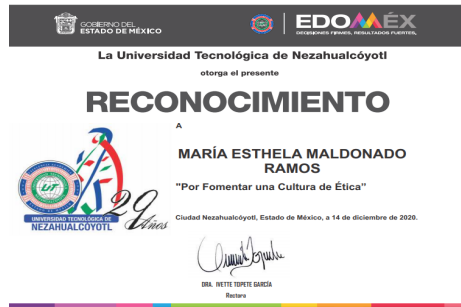 GOBIERNO DEL
ESTADO DE MÉXICO
EDOMÉX
DECISIONES FIRMES, RESULTADOS FUERTES.
La Universidad Tecnológica de Nezahualcóyotl
otorga el presente
RECONOCIMIENTO
A
MARÍA ESTHELA MALDONADO
RAMOS
"Por Fomentar una Cultura de Ética"
UT
UNIVERSIDAD TECNOLÓGICA DE
NEZAHUALCÓYOTL
29 Años
Ciudad Nezahualcóyotl, Estado de México, a 14 de diciembre de 2020.
DRA. IVETTE TOPETE GARCÍA
Rectora